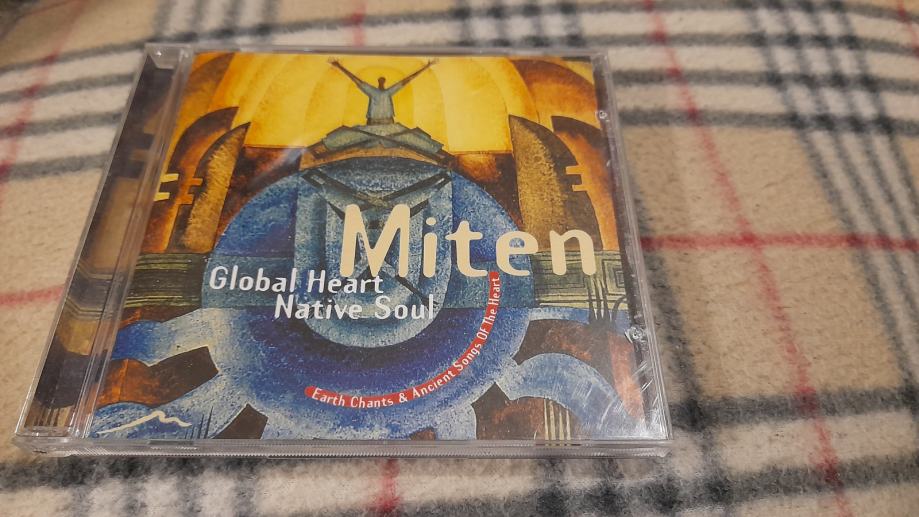 Miten
Global Heart
Native Soul
Earth Chants & Ancient Songs Of The Heart